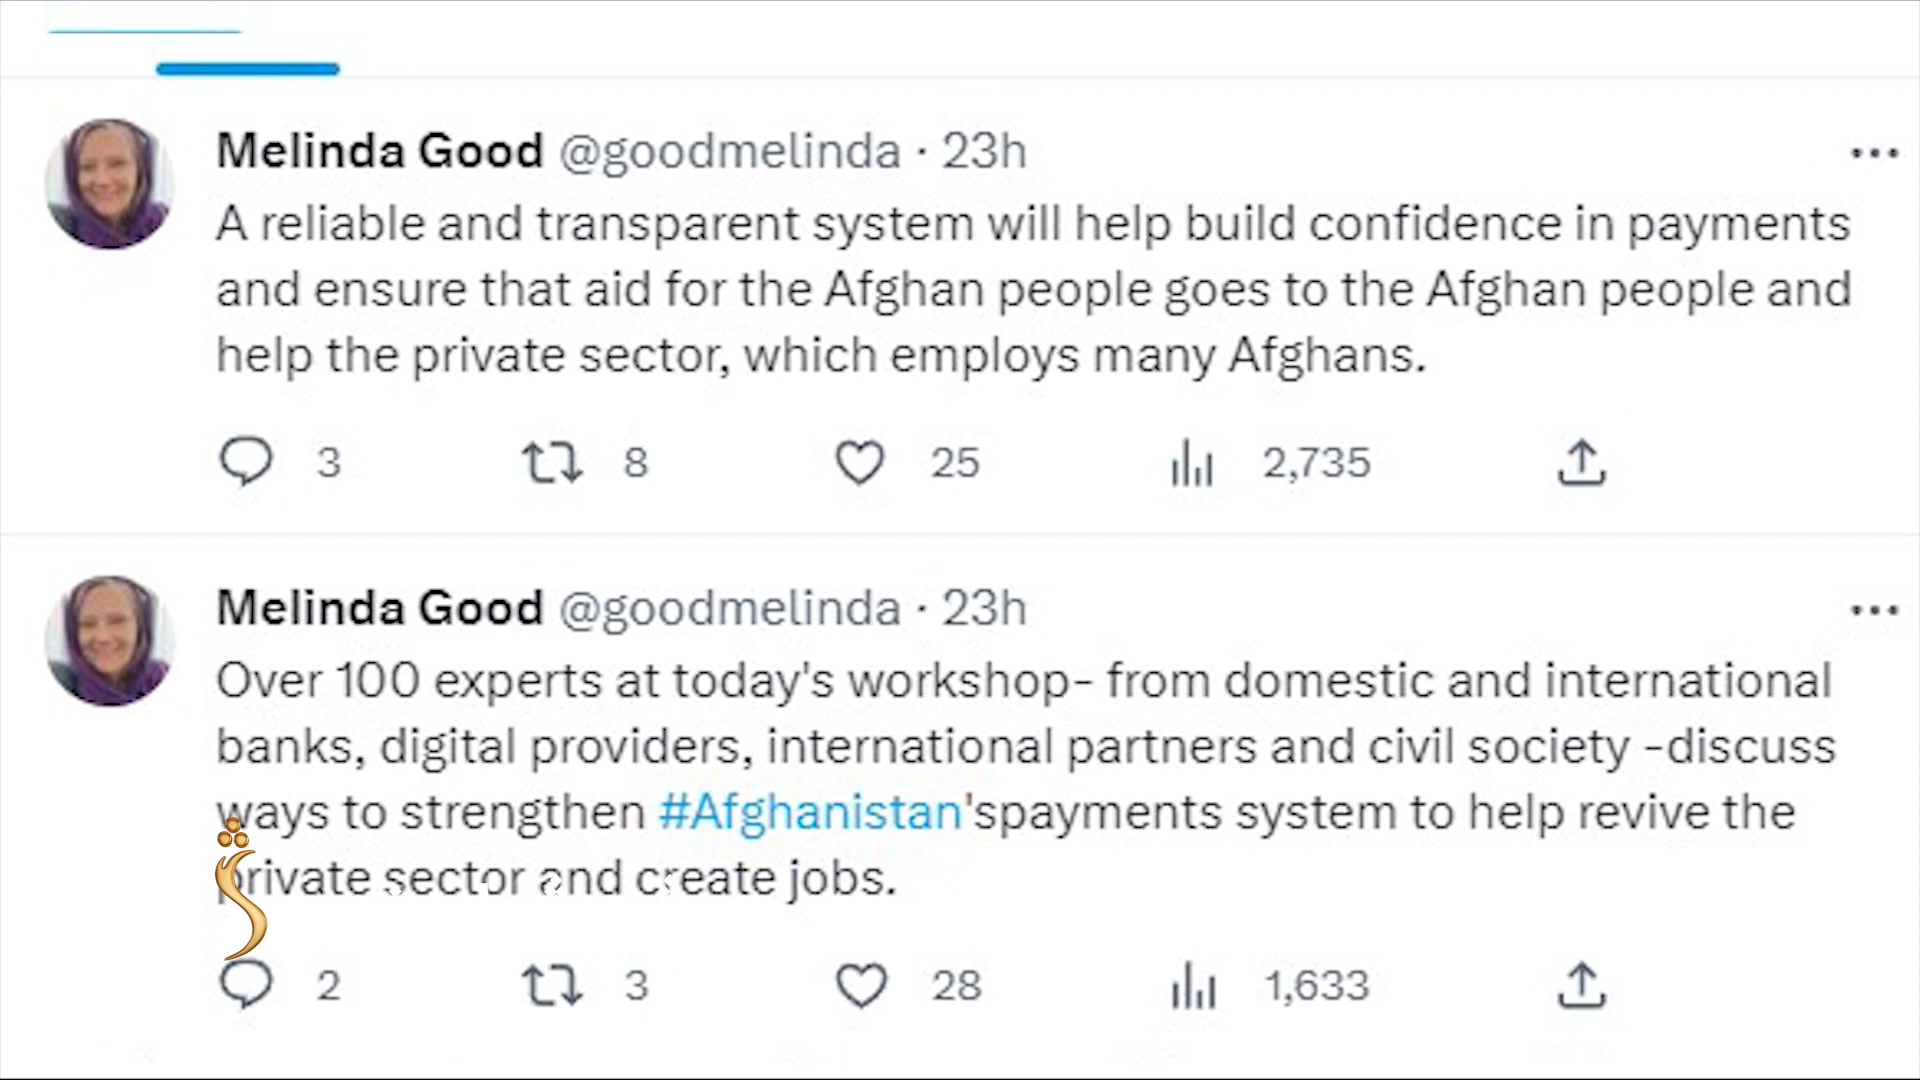 Melinda Good @goodmelinda · 23h
A reliable and transparent system will help build confidence in payments
and ensure that aid for the Afghan people goes to the Afghan people and
help the private sector, which employs many Afghans.
3 8 25 2,735
Melinda Good @goodmelinda · 23h
Over 100 experts at today's workshop- from domestic and international
banks, digital providers, international partners and civil society -discuss
ways to strengthen #Afghanistan'spayments system to help revive the
private sector and create jobs.
2 3 28 1,633